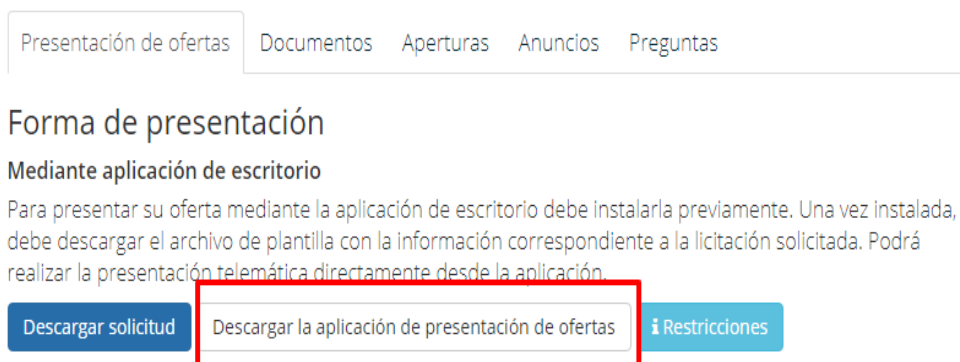 Presentación de ofertas Documentos Aperturas Anuncios Preguntas
Forma de presentación
Mediante aplicación de escritorio
Para presentar su oferta mediante la aplicación de escritorio debe instalarla previamente. Una vez instalada,
debe descargar el archivo de plantilla con la información correspondiente a la licitación solicitada. Podrá
realizar la presentación telemática directamente desde la aplicación.
Descargar solicitud Descargar la aplicación de presentación de ofertas i Restricciones